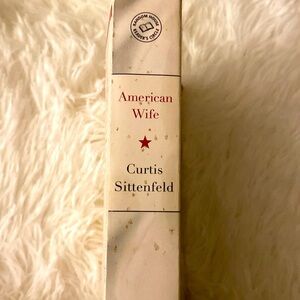 RANDOM HOUSE
READER'S CIRCLE
American
Wife
Curtis
Sittenfeld